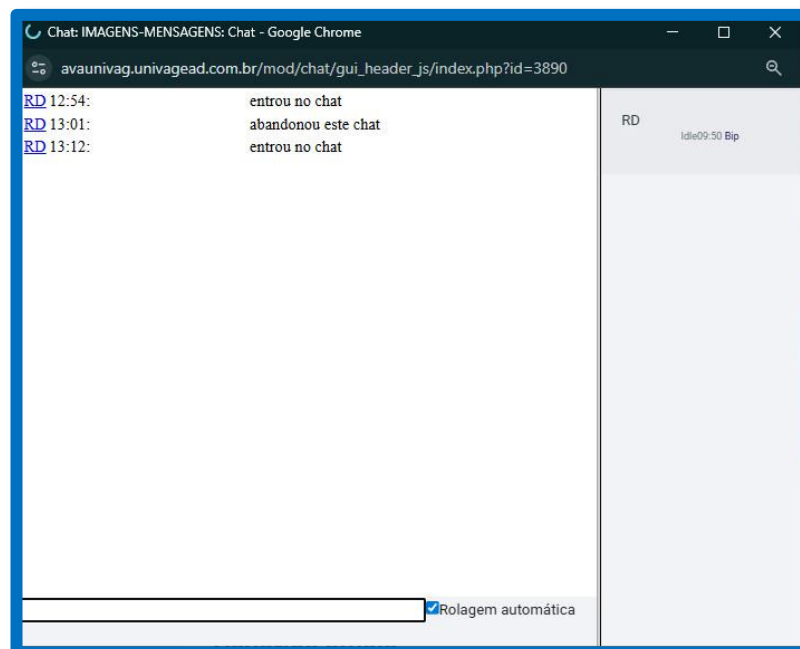 Chat: IMAGENS-MENSAGENS: Chat - Google Chrome
avaunivag.univagead.com.br/mod/chat/gui_header_js/index.php?id=3890
RD 12:54: entrou no chat
RD 13:01: abandonou este chat
RD 13:12: entrou no chat
RD
Idle09:50 Bip
Rolagem automática